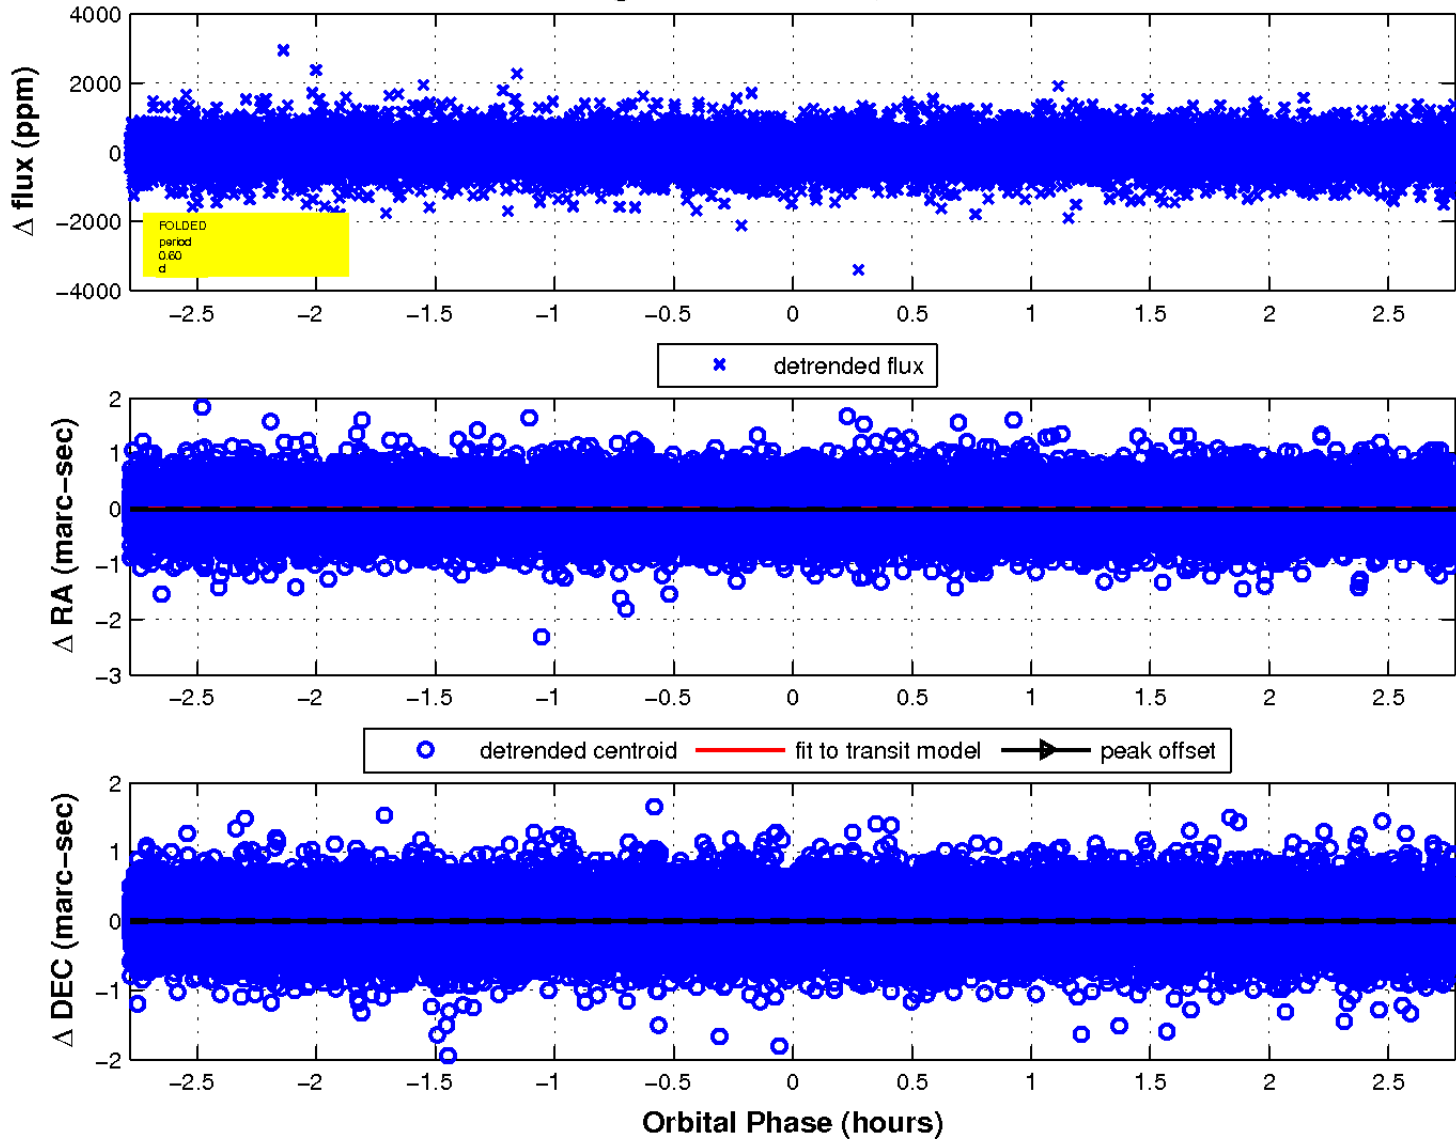 4000
2000
0
−2000
−4000
Δ flux (ppm)
FOLDED
period
0.60
d
−2.5 −2 −1.5 −1 −0.5 0 0.5 1 1.5 2 2.5
detrended flux
2
1
0
−1
−2
−3
Δ RA (marc−sec)
−2.5 −2 −1.5 −1 −0.5 0 0.5 1 1.5 2 2.5
detrended centroid fit to transit model peak offset
2
1
0
−1
−2
Δ DEC (marc−sec)
−2.5 −2 −1.5 −1 −0.5 0 0.5 1 1.5 2 2.5
Orbital Phase (hours)